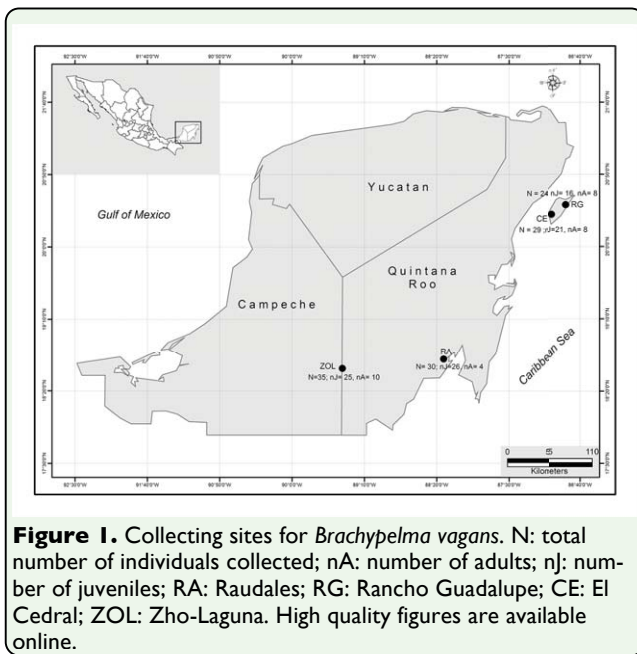 Yucatan
Gulf of Mexico
N = 24 nJ= 16, nA= 8
RG
CE
N = 29 ;nJ=21, nA= 8
Quintana
Roo
Campeche
Caribbean Sea
RA
N= 30; nJ=26, nA= 4
ZOL
N=35; nJ= 25, nA= 10
0 55 110
Kilometers
Figure 1. Collecting sites for Brachypelma vagans. N: total
number of individuals collected; nA: number of adults; nJ: num-
ber of juveniles; RA: Raudales; RG: Rancho Guadalupe; CE: El
Cedral; ZOL: Zho-Laguna. High quality figures are available
online.